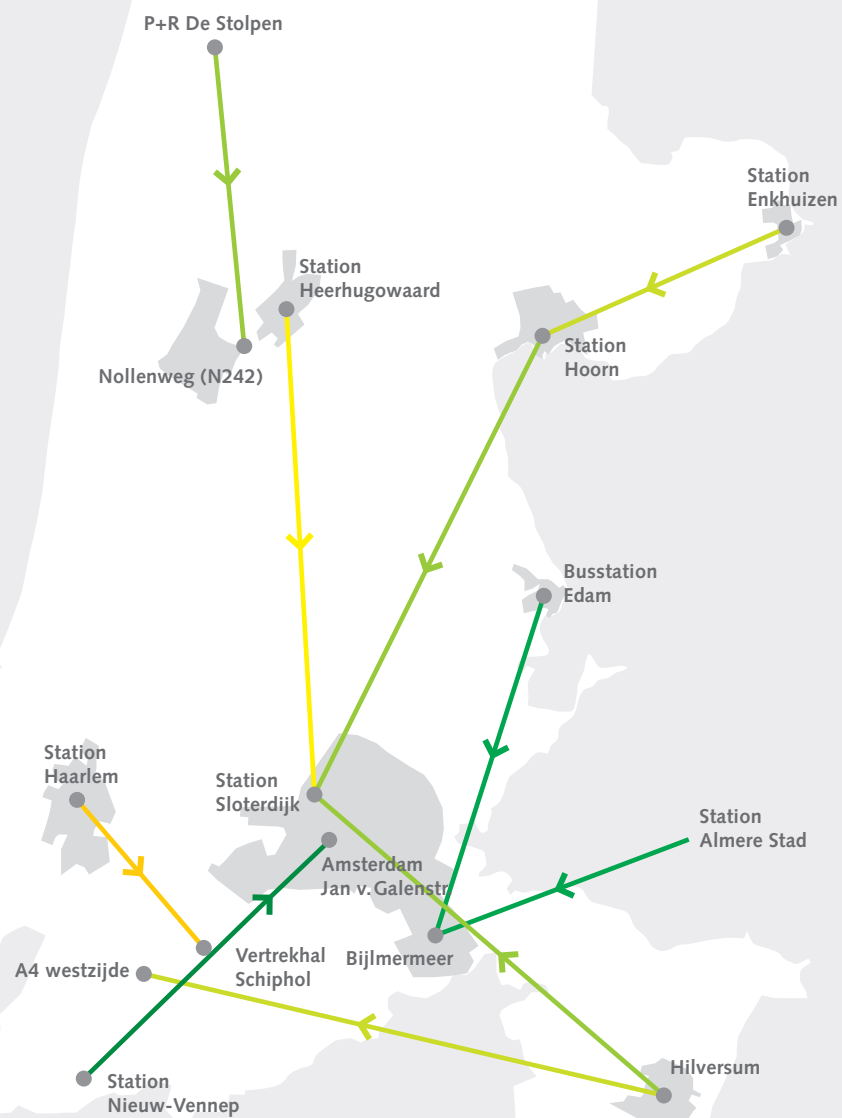 P+R De Stolpen
Station
Enkhuizen
Station
Heerhugowaard
Station
Hoorn
Nollenweg (N242)
Busstation
Edam
Station
Haarlem
Station
Sloterdijk
Station
Almere Stad
Amsterdam
Jan v. Galenstr
Vertrekhal
Schiphol
Bijlmermeer
A4 westzijde
Hilversum
Station
Nieuw-Vennep